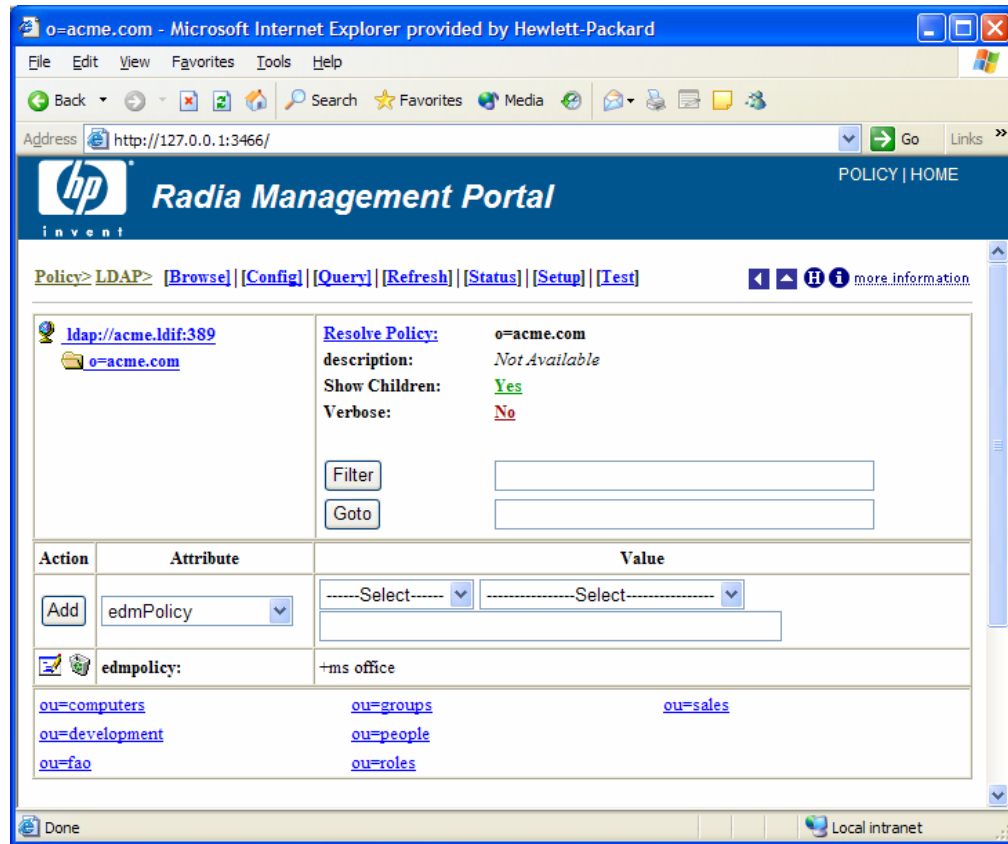 o=acme.com - Microsoft Internet Explorer provided by Hewlett-Packard
File Edit View Favorites Tools Help
Back Search Favorites Media
Address http://127.0.0.1:3466/ Go Links »
hp invent
Radia Management Portal
POLICY | HOME
Policy> LDAP> [Browse] | [Config] | [Query] | [Refresh] | [Status] | [Setup] | [Test] H i more information
ldap://acme.ldif:389
o=acme.com
Resolve Policy: o=acme.com
description: Not Available
Show Children: Yes
Verbose: No
Filter
Goto
Action Attribute Value
Add edmPolicy ------Select------ ----------------Select----------------
edmpolicy: +ms office
ou=computers ou=groups ou=sales
ou=development ou=people
ou=fao ou=roles
Done Local intranet